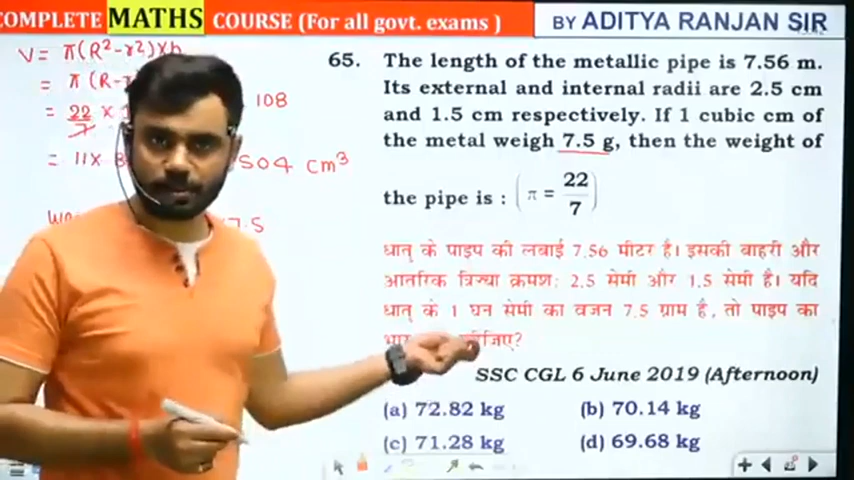 COMPLETE MATHS COURSE (For all govt. exams )
BY ADITYA RANJAN SIR
V = π(R²-r²)×h
= π (R-
= 22/7 × 108
= 11× 504 cm³
7.5
65. The length of the metallic pipe is 7.56 m.
Its external and internal radii are 2.5 cm
and 1.5 cm respectively. If 1 cubic cm of
the metal weigh 7.5 g, then the weight of
the pipe is : (π = 22/7)
धातु के पाइप की लंबाई 7.56 मीटर है। इसकी बाहरी और
आंतरिक त्रिज्या क्रमश: 2.5 सेमी और 1.5 सेमी है। यदि
धातु के 1 घन सेमी का वजन 7.5 ग्राम है, तो पाइप का
SSC CGL 6 June 2019 (Afternoon)
(a) 72.82 kg (b) 70.14 kg
(c) 71.28 kg (d) 69.68 kg